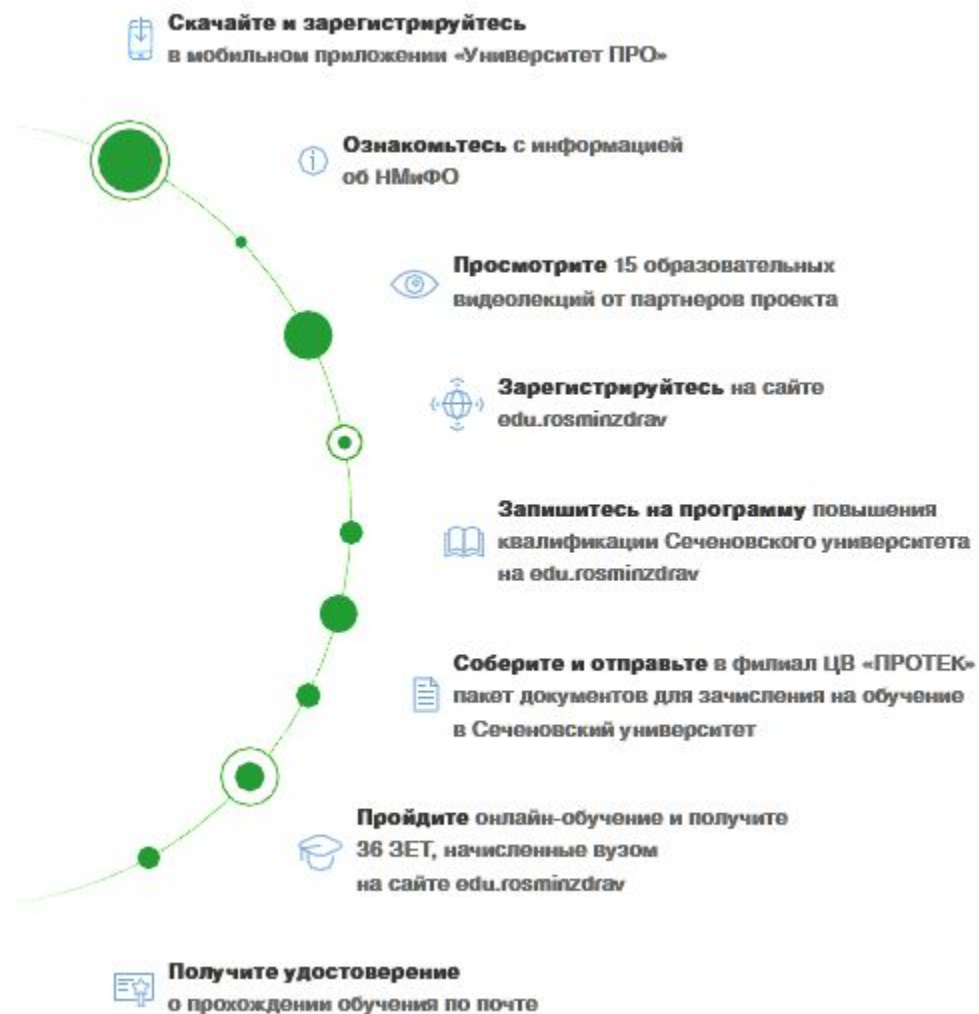 Скачайте и зарегистрируйтесь
в мобильном приложении «Университет ПРО»
Ознакомьтесь с информацией
об НМиФО
Просмотрите 15 образовательных
видеолекций от партнеров проекта
Зарегистрируйтесь на сайте
edu.rosminzdrav
Запишитесь на программу повышения
квалификации Сеченовского университета
на edu.rosminzdrav
Соберите и отправьте в филиал ЦВ «ПРОТЕК»
пакет документов для зачисления на обучение
в Сеченовский университет
Пройдите онлайн-обучение и получите
36 ЗЕТ, начисленные вузом
на сайте edu.rosminzdrav
Получите удостоверение
о прохождении обучения по почте